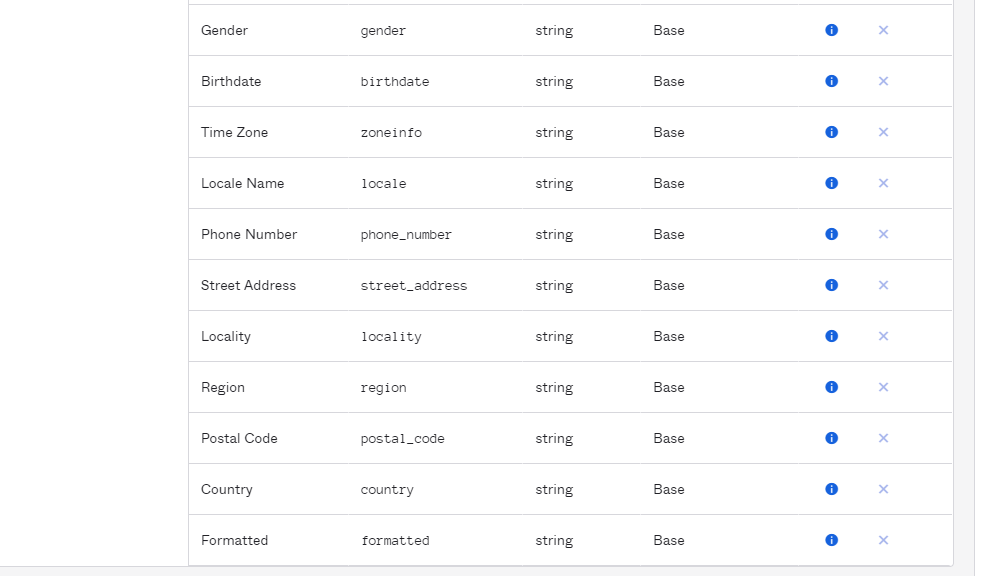 Gender gender string Base
Birthdate birthdate string Base
Time Zone zoneinfo string Base
Locale Name locale string Base
Phone Number phone_number string Base
Street Address street_address string Base
Locality locality string Base
Region region string Base
Postal Code postal_code string Base
Country country string Base
Formatted formatted string Base